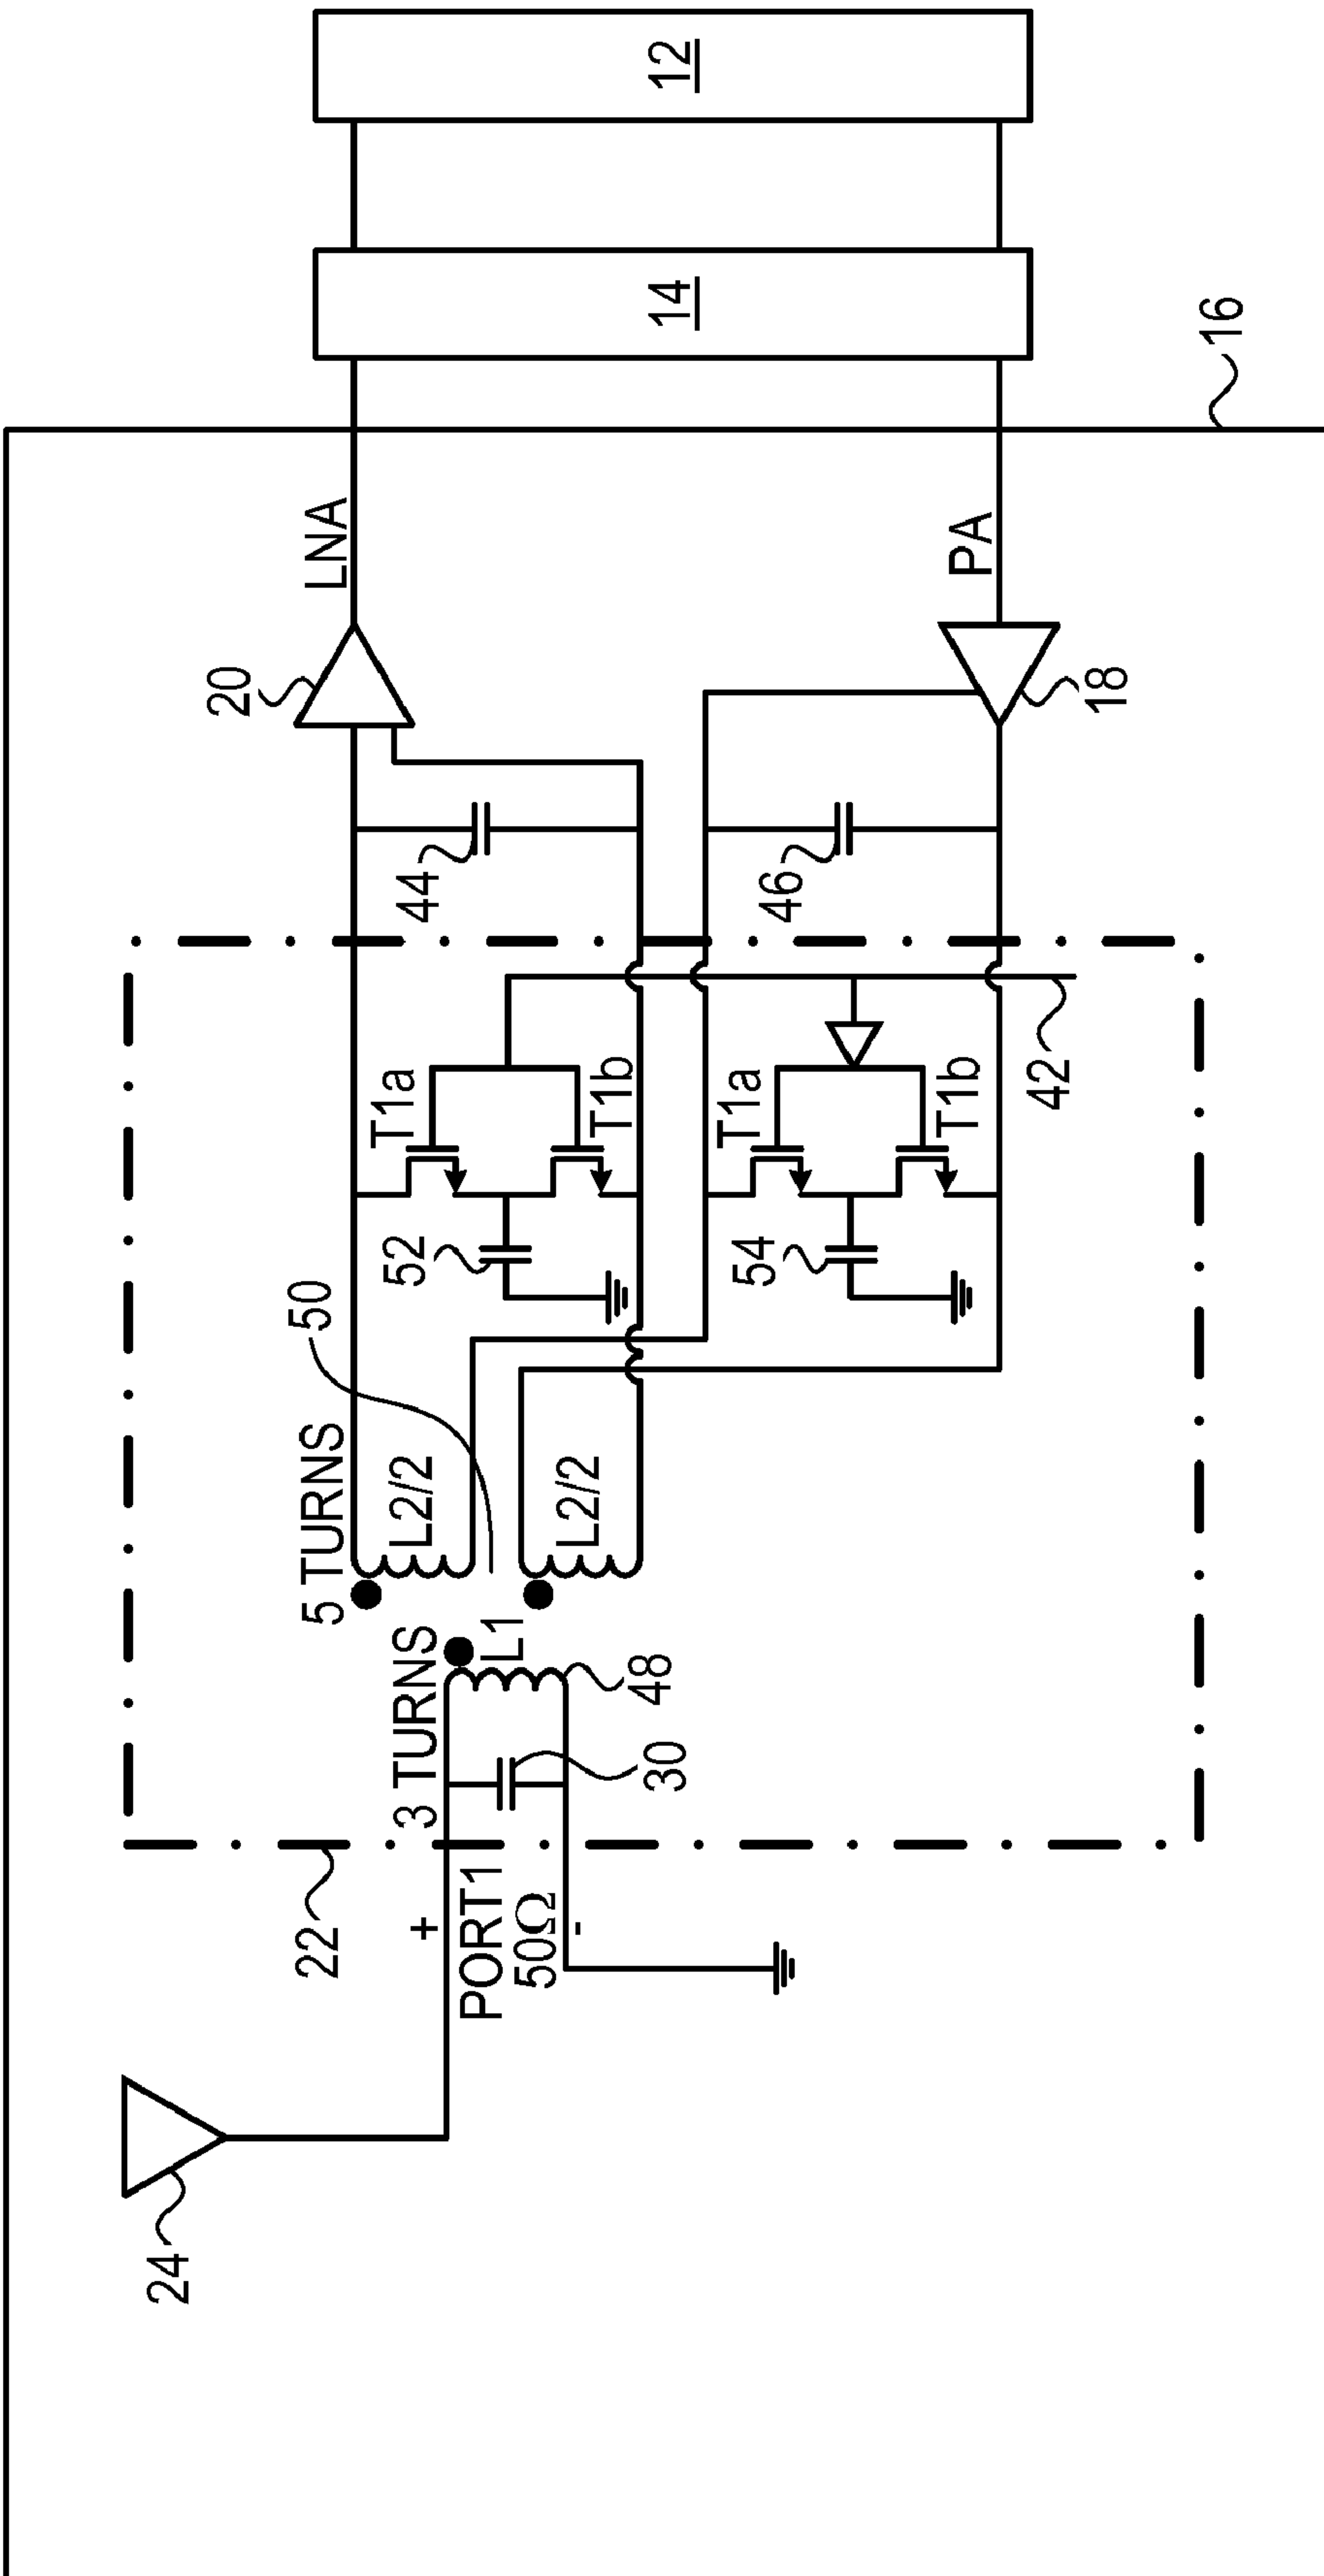 24
22
+
PORT1
50Ω
-
3 TURNS
30
L1
48
5 TURNS
L2/2
L2/2
50
52
T1a
T1b
54
T1a
T1b
42
44
46
20
LNA
18
PA
16
14
12